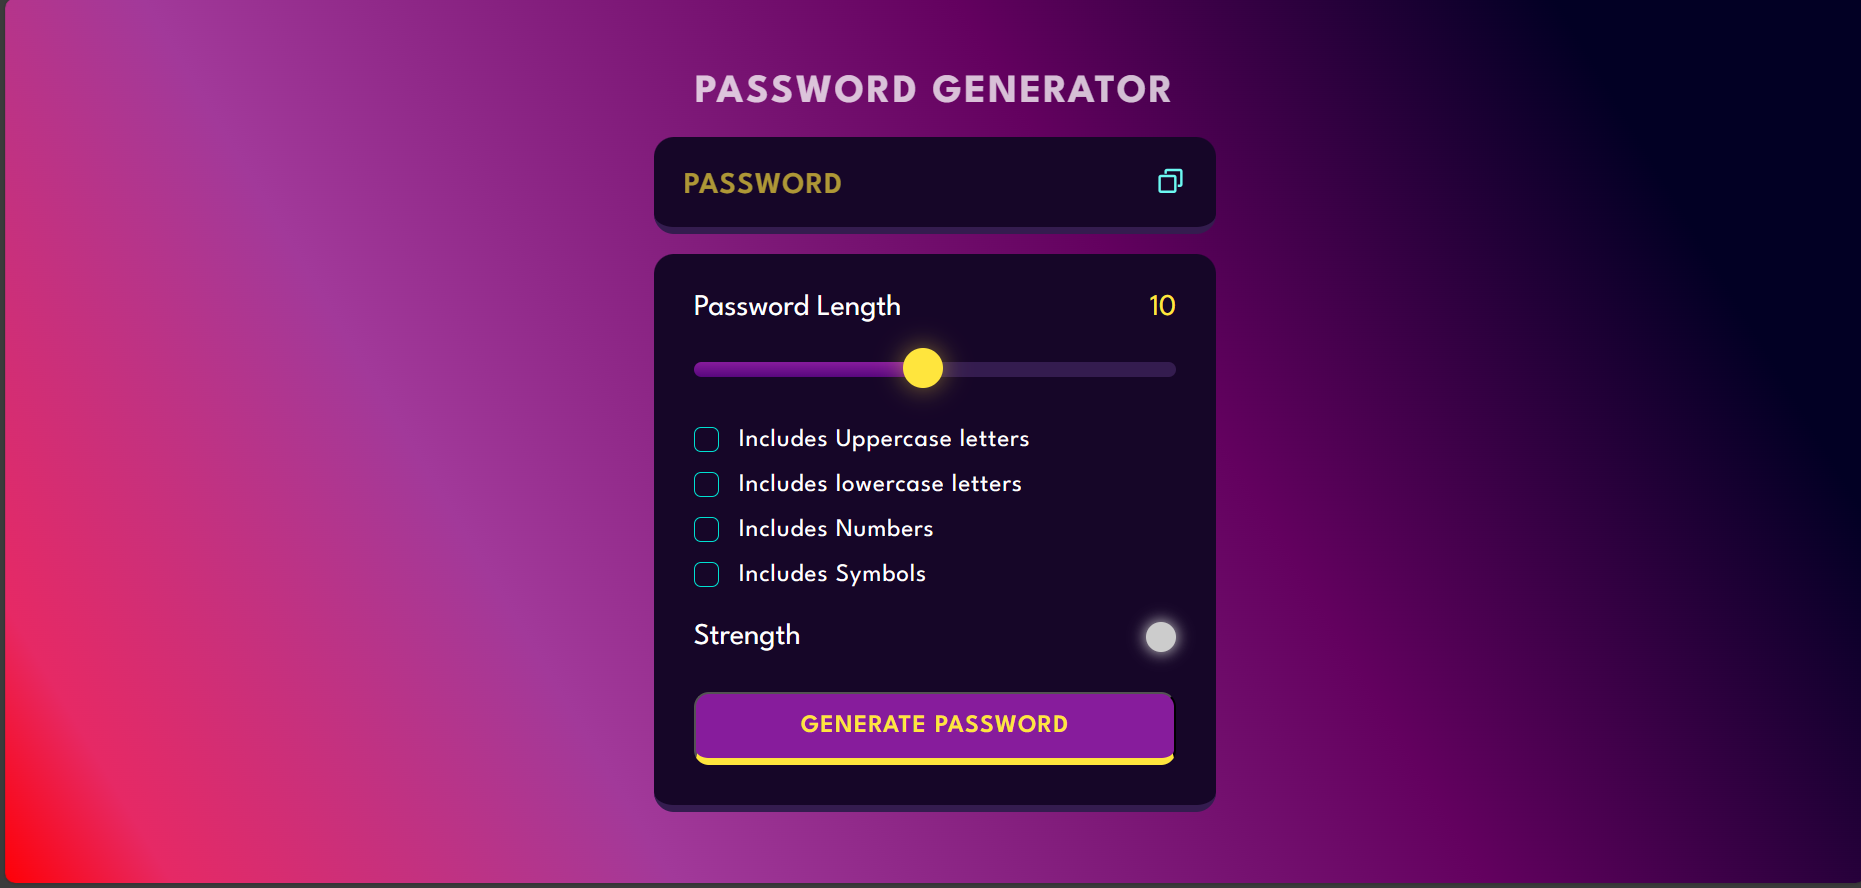 PASSWORD GENERATOR
PASSWORD
Password Length 10
Includes Uppercase letters
Includes lowercase letters
Includes Numbers
Includes Symbols
Strength
GENERATE PASSWORD